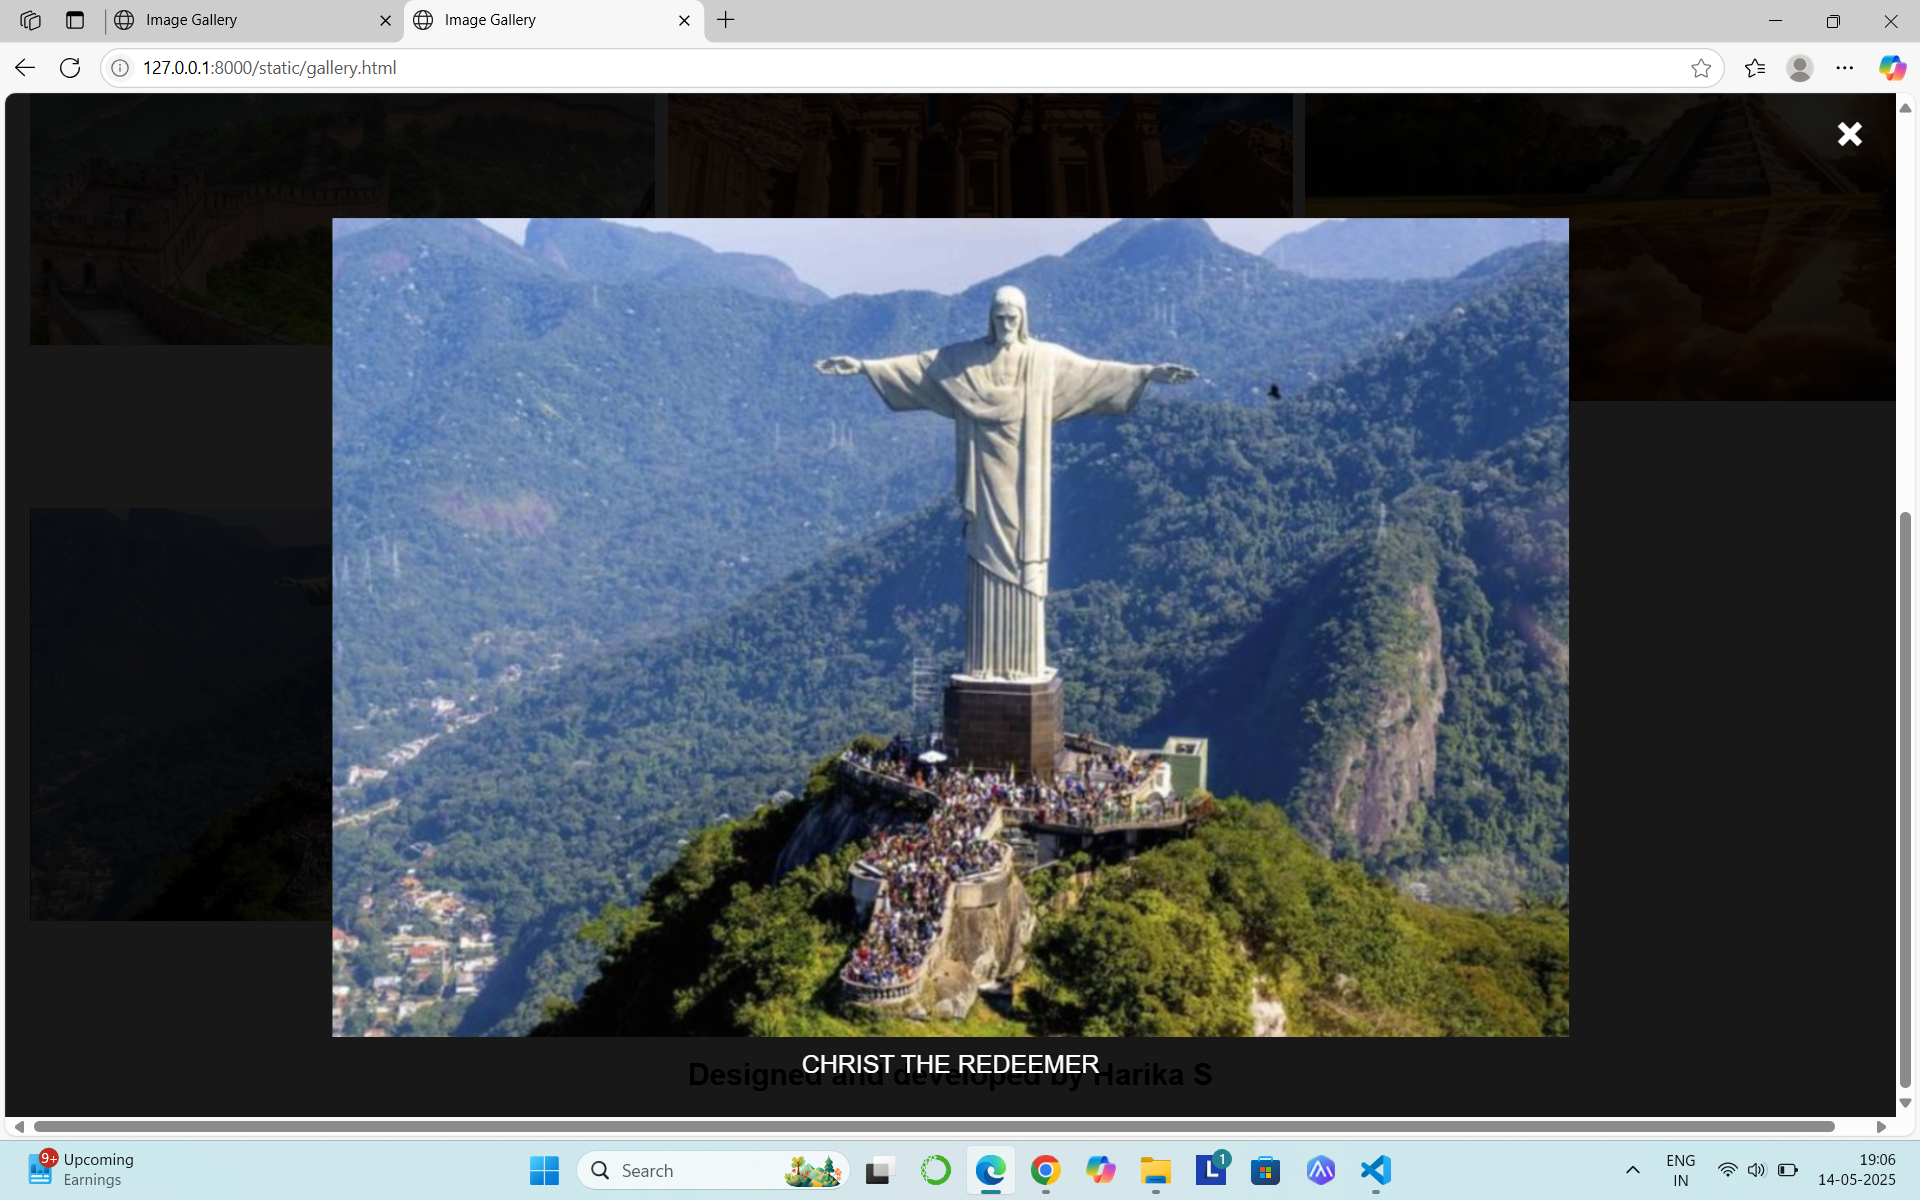 Image Gallery
Image Gallery
127.0.0.1:8000/static/gallery.html
CHRIST THE REDEEMER
Designed and developed by Harika S
9+
Upcoming
Earnings
Search
L
1
ENG
IN
19:06
14-05-2025